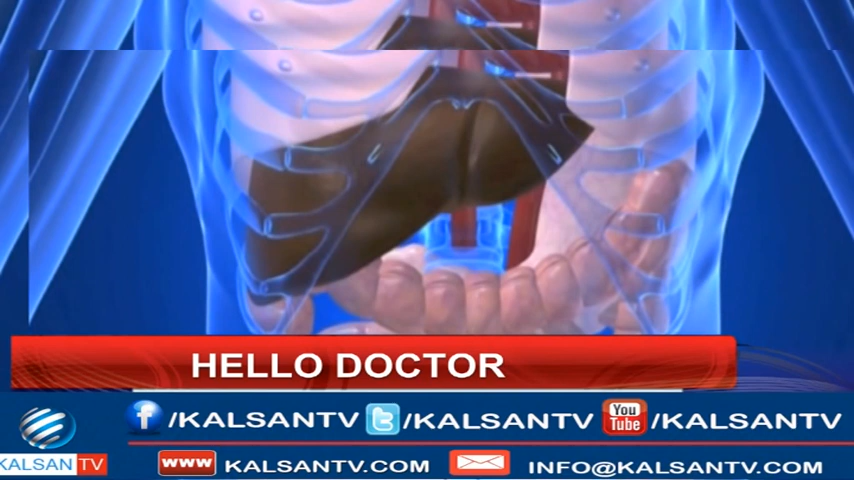 HELLO DOCTOR
f /KALSANTV t /KALSANTV You Tube /KALSANTV
KALSAN TV
www KALSANTV.COM INFO@KALSANTV.COM